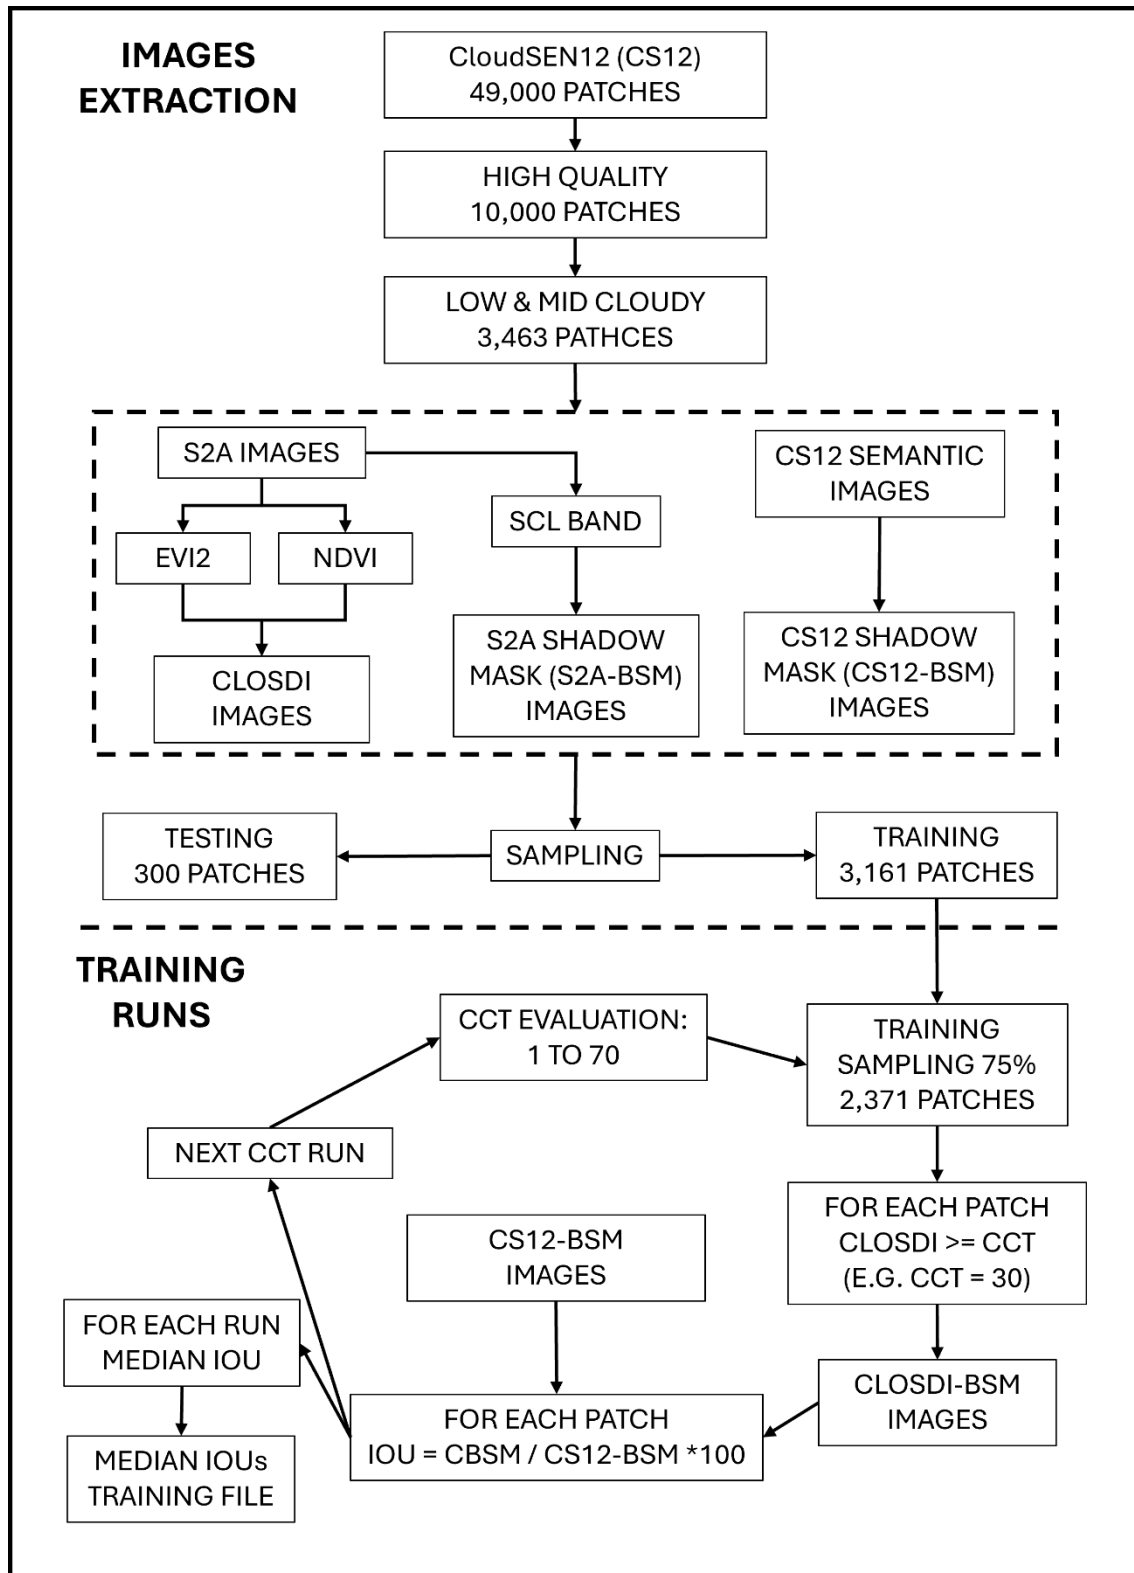 IMAGES
EXTRACTION
CloudSEN12 (CS12)
49,000 PATCHES
HIGH QUALITY
10,000 PATCHES
LOW & MID CLOUDY
3,463 PATHCES
S2A IMAGES
EVI2
NDVI
CLOSDI
IMAGES
SCL BAND
S2A SHADOW
MASK (S2A-BSM)
IMAGES
CS12 SEMANTIC
IMAGES
CS12 SHADOW
MASK (CS12-BSM)
IMAGES
TESTING
300 PATCHES
SAMPLING
TRAINING
3,161 PATCHES
TRAINING
RUNS
CCT EVALUATION:
1 TO 70
TRAINING
SAMPLING 75%
2,371 PATCHES
NEXT CCT RUN
FOR EACH PATCH
CLOSDI >= CCT
(E.G. CCT = 30)
CS12-BSM
IMAGES
FOR EACH RUN
MEDIAN IOU
CLOSDI-BSM
IMAGES
FOR EACH PATCH
IOU = CBSM / CS12-BSM *100
MEDIAN IOUs
TRAINING FILE